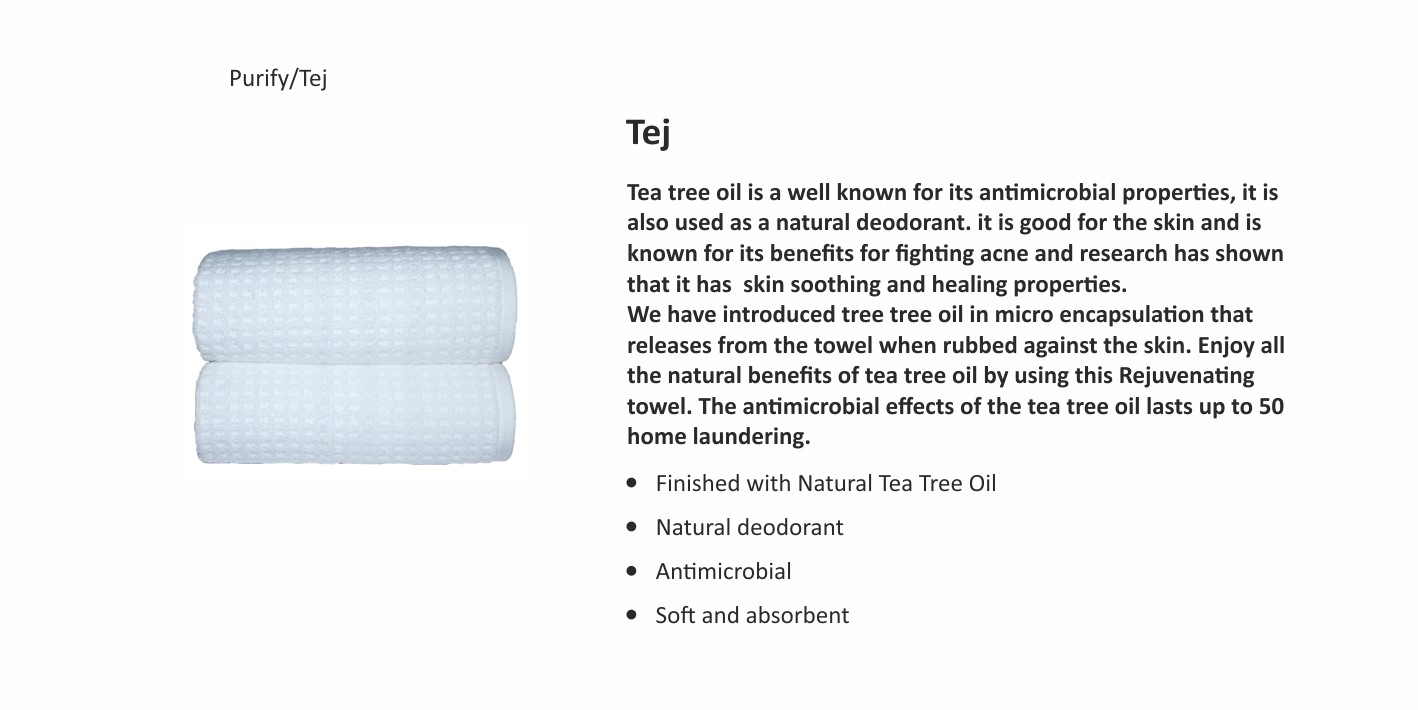 Purify/Tej
Tej
Tea tree oil is a well known for its antimicrobial properties, it is
also used as a natural deodorant. it is good for the skin and is
known for its benefits for fighting acne and research has shown
that it has  skin soothing and healing properties.
We have introduced tree tree oil in micro encapsulation that
releases from the towel when rubbed against the skin. Enjoy all
the natural benefits of tea tree oil by using this Rejuvenating
towel. The antimicrobial effects of the tea tree oil lasts up to 50
home laundering.
• Finished with Natural Tea Tree Oil
• Natural deodorant
• Antimicrobial
• Soft and absorbent